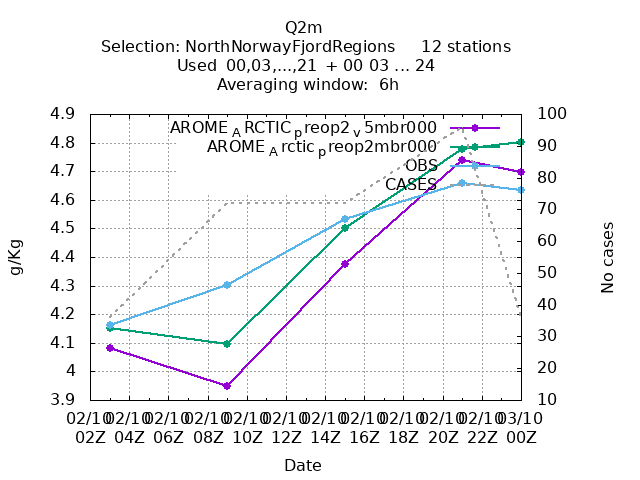 Q2m
Selection: NorthNorwayFjordRegions 12 stations
Used 00,03,...,21 + 00 03 ... 24
Averaging window: 6h
4.9
4.8
4.7
4.6
4.5
4.4
4.3
4.2
4.1
4
3.9
g/Kg
AROME_ARCTIC_preop2_v5mbr000
AROME_Arctic_preop2mbr000
OBS
CASES
100
90
80
70
60
50
40
30
20
10
No cases
02/10 02/10 02/10 02/10 02/10 02/10 02/10 02/10 02/10 02/10 02/10 03/10
02Z 04Z 06Z 08Z 10Z 12Z 14Z 16Z 18Z 20Z 22Z 00Z
Date